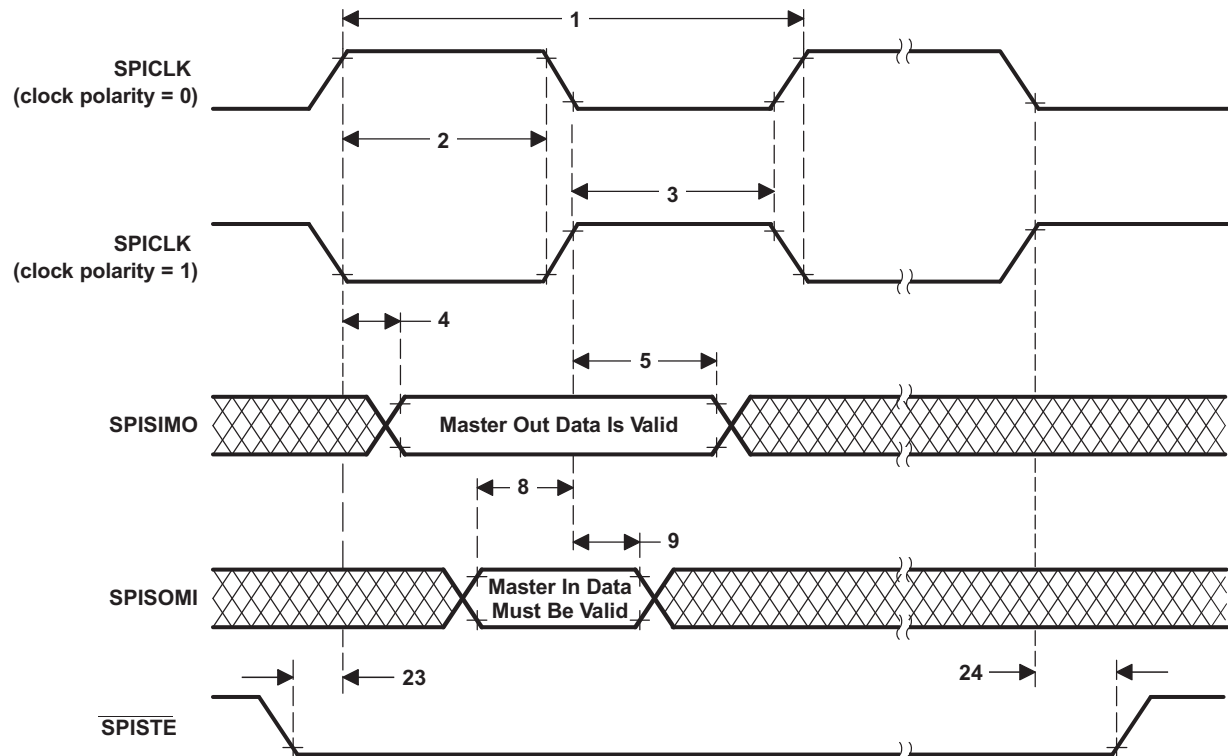 1
SPICLK
(clock polarity = 0)
2
3
SPICLK
(clock polarity = 1)
4
5
SPISIMO
Master Out Data Is Valid
8
9
SPISOMI
Master In Data
Must Be Valid
23
24
SPISTE